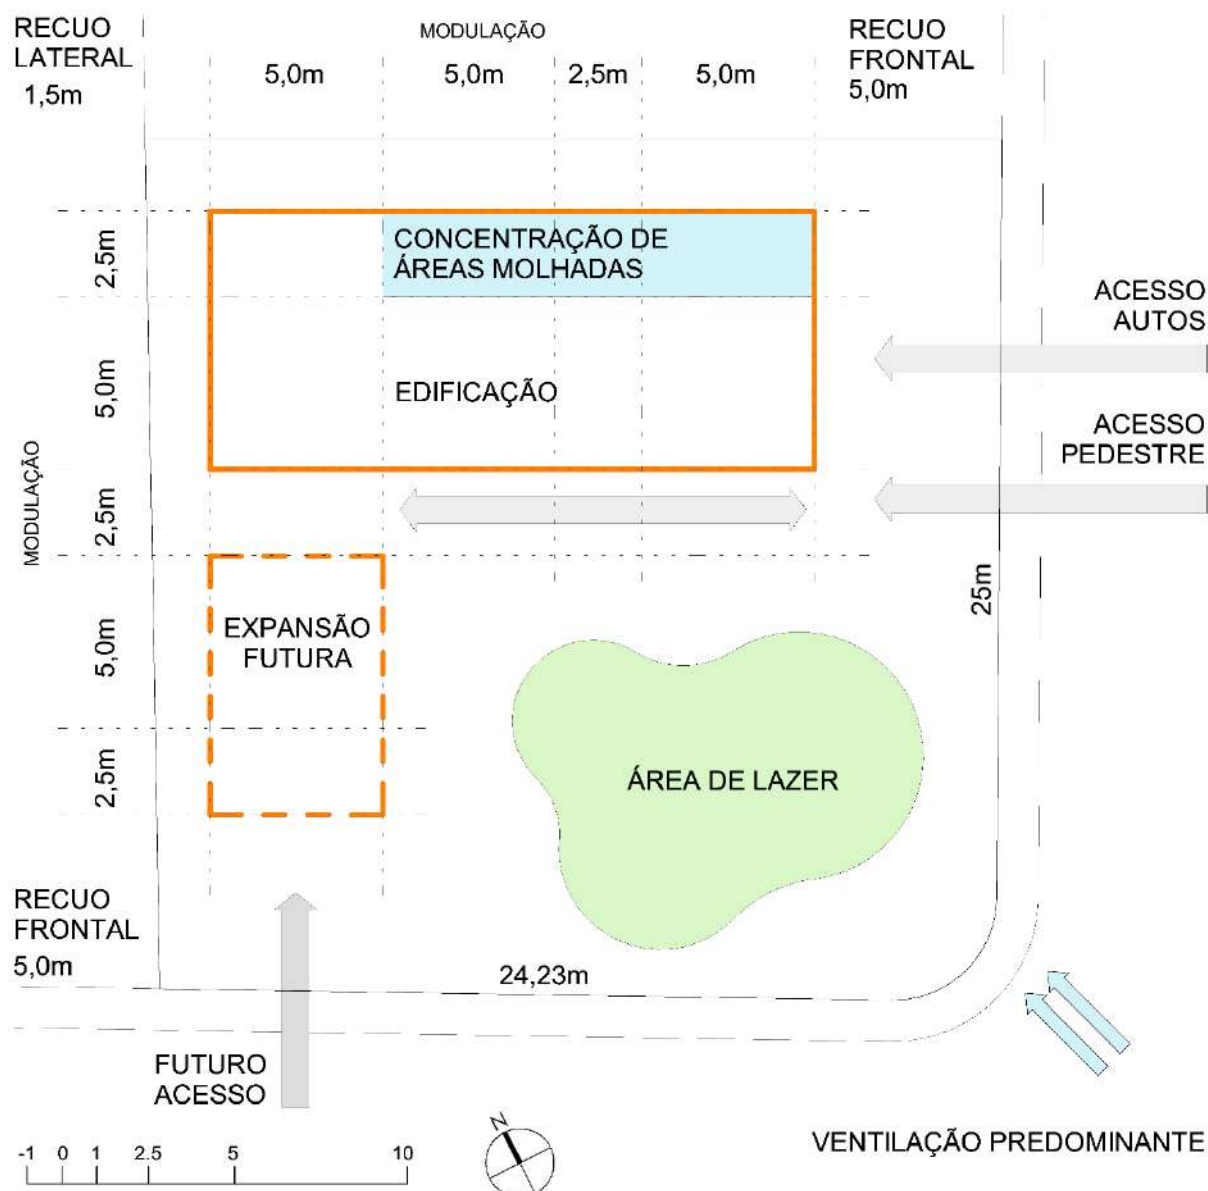 RECUO
LATERAL
1,5m
MODULAÇÃO
5,0m 5,0m 2,5m 5,0m
RECUO
FRONTAL
5,0m
2,5m
5,0m
2,5m
5,0m
2,5m
MODULAÇÃO
CONCENTRAÇÃO DE
ÁREAS MOLHADAS
EDIFICAÇÃO
ACESSO
AUTOS
ACESSO
PEDESTRE
25m
EXPANSÃO
FUTURA
ÁREA DE LAZER
RECUO
FRONTAL
5,0m
24,23m
FUTURO
ACESSO
-1 0 1 2.5 5 10
N
VENTILAÇÃO PREDOMINANTE